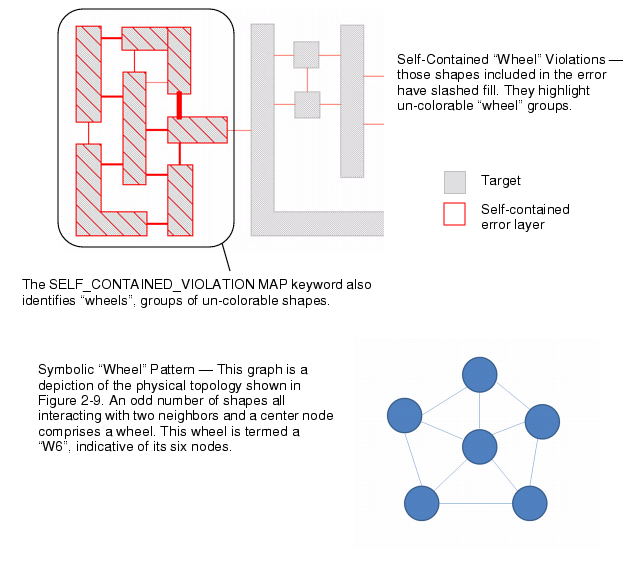 Self-Contained “Wheel” Violations —
those shapes included in the error
have slashed fill. They highlight
un-colorable “wheel” groups.
Target
Self-contained
error layer
The SELF_CONTAINED_VIOLATION MAP keyword also
identifies “wheels”, groups of un-colorable shapes.
Symbolic “Wheel” Pattern — This graph is a
depiction of the physical topology shown in
Figure 2-9. An odd number of shapes all
interacting with two neighbors and a center node
comprises a wheel. This wheel is termed a
“W6”, indicative of its six nodes.